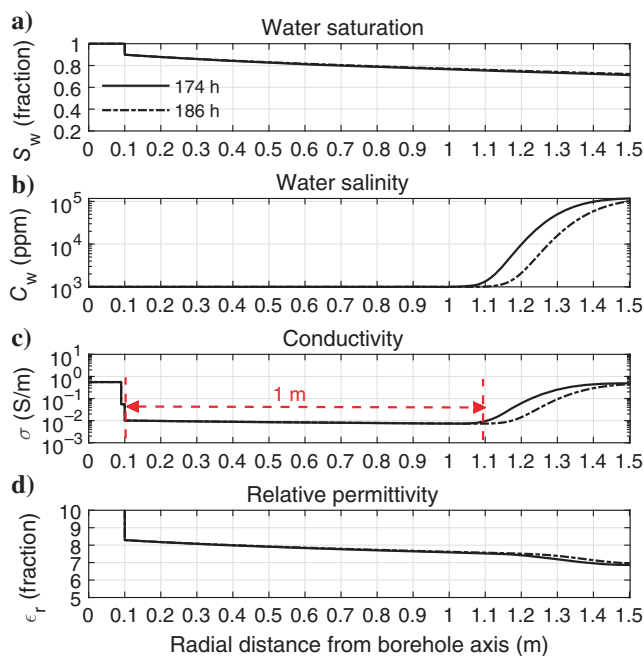 a) Water saturation
1
0.8
0.6
0.4
0.2
S_w (fraction)
174 h
186 h
0 0.1 0.2 0.3 0.4 0.5 0.6 0.7 0.8 0.9 1 1.1 1.2 1.3 1.4 1.5
b) Water salinity
10^5
10^4
10^3
C_w (ppm)
0 0.1 0.2 0.3 0.4 0.5 0.6 0.7 0.8 0.9 1 1.1 1.2 1.3 1.4 1.5
c) Conductivity
10^1
10^0
10^-1
10^-2
10^-3
σ (S/m)
1 m
0 0.1 0.2 0.3 0.4 0.5 0.6 0.7 0.8 0.9 1 1.1 1.2 1.3 1.4 1.5
d) Relative permittivity
10
9
8
7
6
5
ϵ_r (fraction)
0 0.1 0.2 0.3 0.4 0.5 0.6 0.7 0.8 0.9 1 1.1 1.2 1.3 1.4 1.5
Radial distance from borehole axis (m)